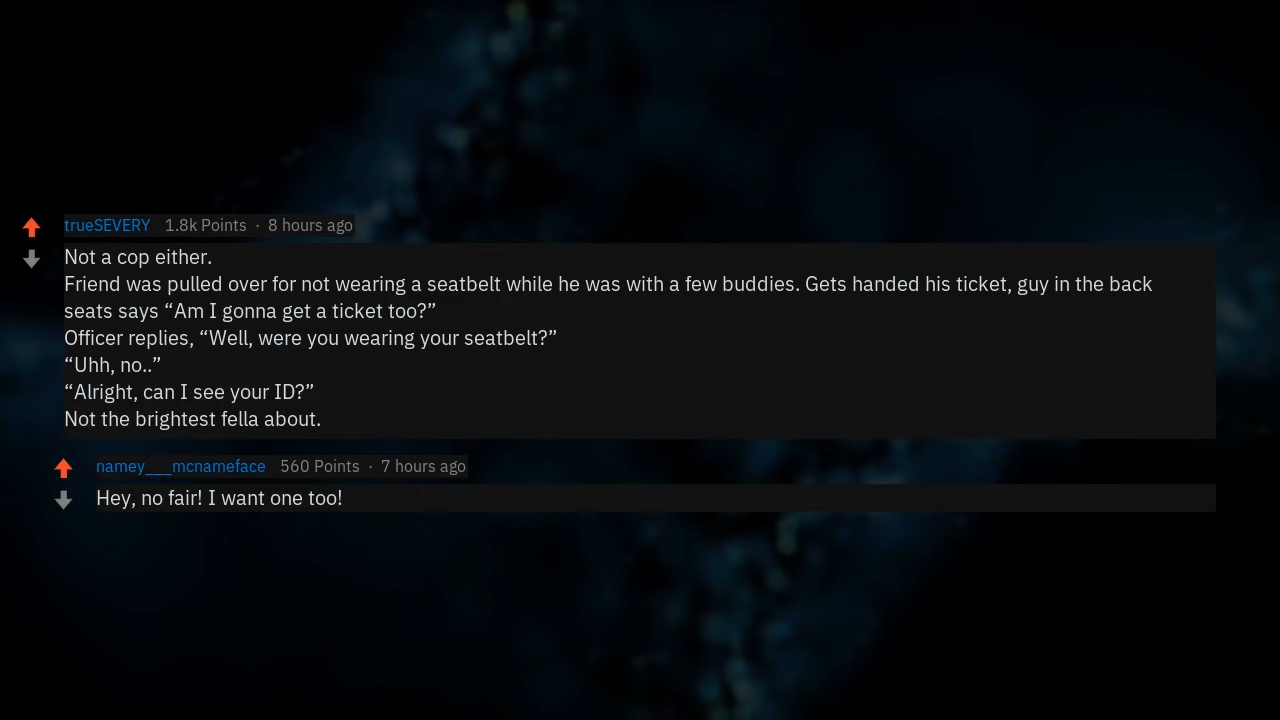 trueSEVERY 1.8k Points · 8 hours ago
Not a cop either.
Friend was pulled over for not wearing a seatbelt while he was with a few buddies. Gets handed his ticket, guy in the back
seats says “Am I gonna get a ticket too?”
Officer replies, “Well, were you wearing your seatbelt?”
“Uhh, no..”
“Alright, can I see your ID?”
Not the brightest fella about.
namey___mcnameface 560 Points · 7 hours ago
Hey, no fair! I want one too!